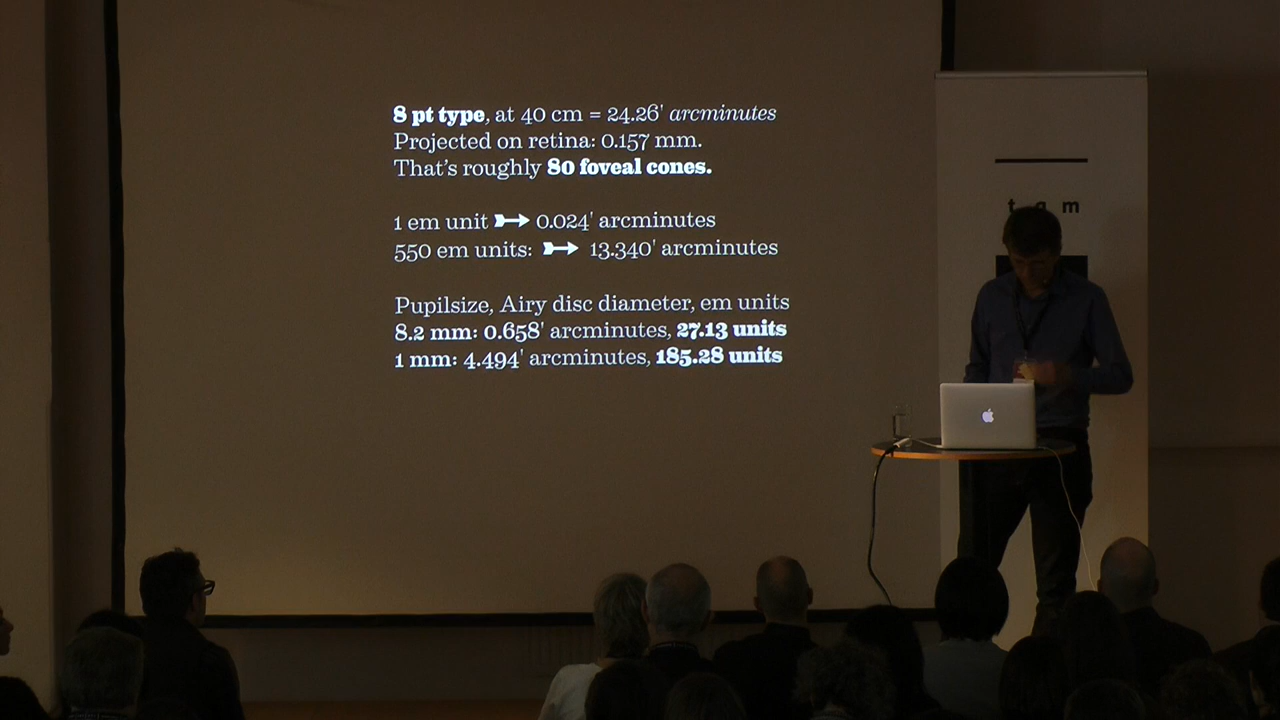 8 pt type, at 40 cm = 24.26' arcminutes
Projected on retina: 0.157 mm.
That's roughly 80 foveal cones.
1 em unit ➳ 0.024' arcminutes
550 em units: ➳ 13.340' arcminutes
Pupilsize, Airy disc diameter, em units
8.2 mm: 0.658' arcminutes, 27.13 units
1 mm: 4.494' arcminutes, 185.28 units